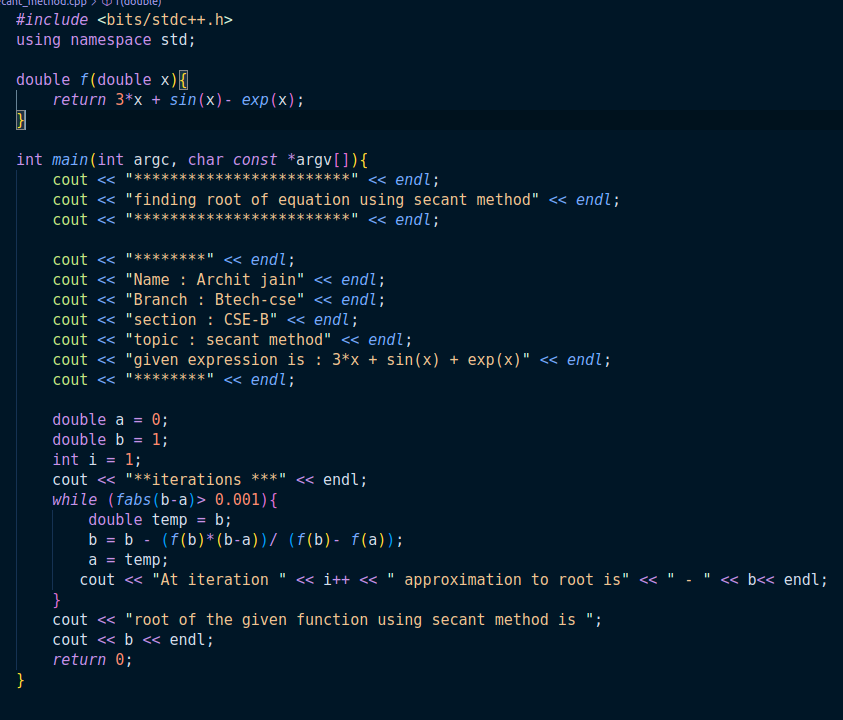 cant_method.cpp > f(double)
#include <bits/stdc++.h>
using namespace std;

double f(double x){
    return 3*x + sin(x)- exp(x);
}

int main(int argc, char const *argv[]){
    cout << "************************" << endl;
    cout << "finding root of equation using secant method" << endl;
    cout << "************************" << endl;

    cout << "********" << endl;
    cout << "Name : Archit jain" << endl;
    cout << "Branch : Btech-cse" << endl;
    cout << "section : CSE-B" << endl;
    cout << "topic : secant method" << endl;
    cout << "given expression is : 3*x + sin(x) + exp(x)" << endl;
    cout << "********" << endl;

    double a = 0;
    double b = 1;
    int i = 1;
    cout << "**iterations ***" << endl;
    while (fabs(b-a)> 0.001){
        double temp = b;
        b = b - (f(b)*(b-a))/ (f(b)- f(a));
        a = temp;
       cout << "At iteration " << i++ << " approximation to root is" << " - " << b<< endl;
    }
    cout << "root of the given function using secant method is ";
    cout << b << endl;
    return 0;
}